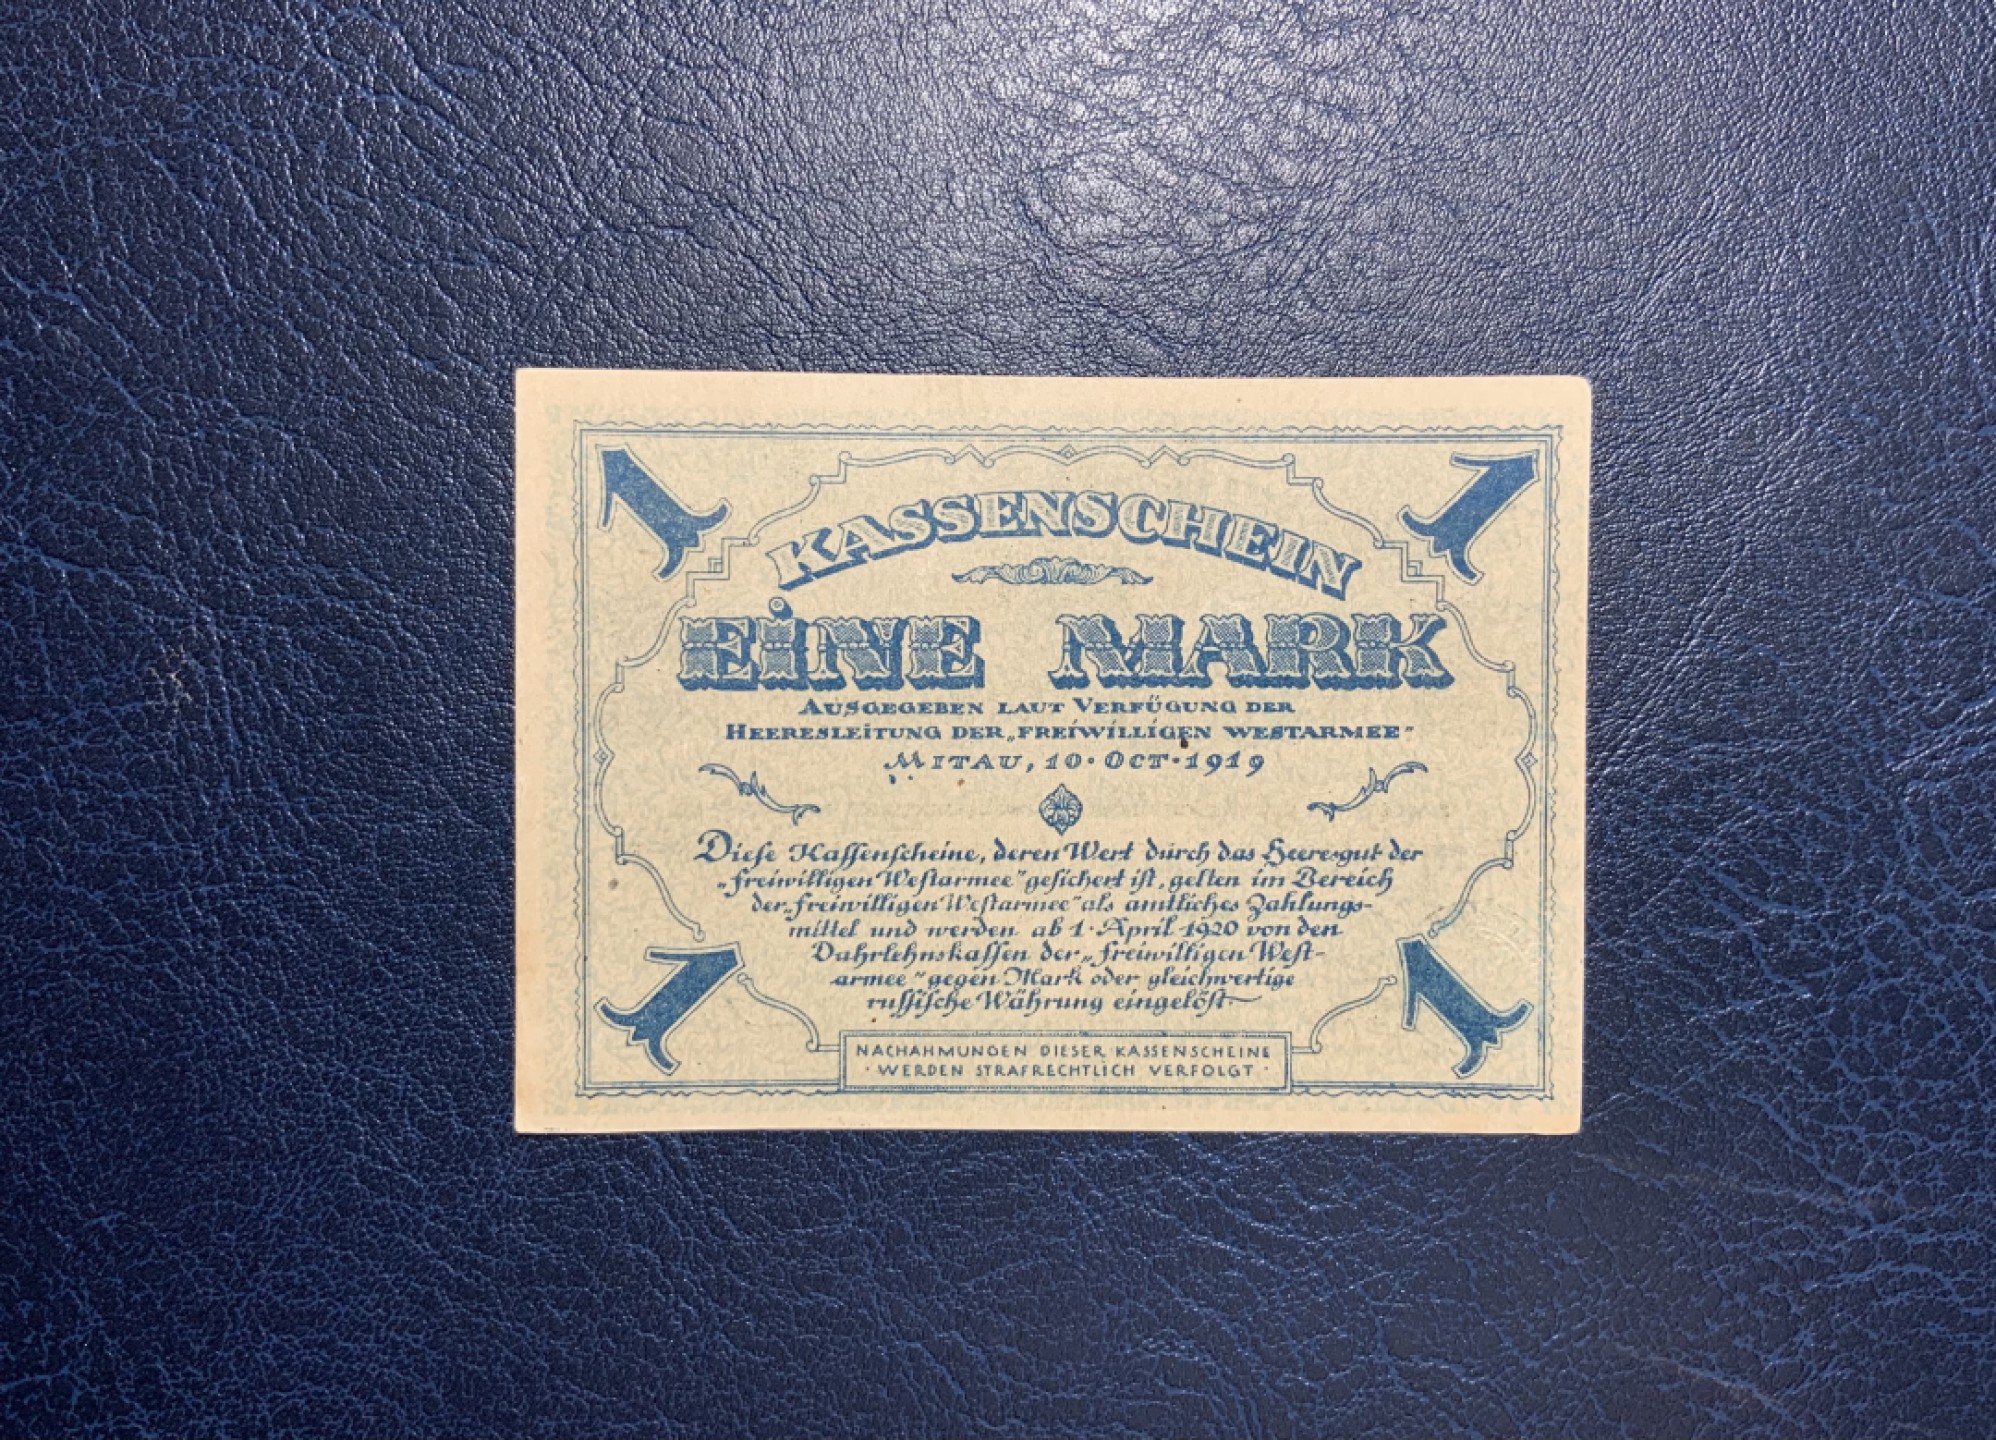 1 1
KASSENSCHEIN
EINE MARK
AUSGEGEBEN LAUT VERFÜGUNG DER
HEERESLEITUNG DER „FREIWILLIGEN WESTARMEE"
MITAU, 10. OCT. 1919
Diese Kassenscheine, deren Wert durch das Heeresgut der
„freiwilligen Westarmee" gesichert ist, gelten im Bereich
der „freiwilligen Westarmee" als amtliches Zahlungs-
mittel und werden ab 1. April 1920 von den
Dahrlehnskassen der „freiwilligen West-
armee" gegen Mark oder gleichwertige
russische Währung eingelöst
1 1
NACHAHMUNGEN DIESER KASSENSCHEINE
· WERDEN STRAFRECHTLICH VERFOLGT ·